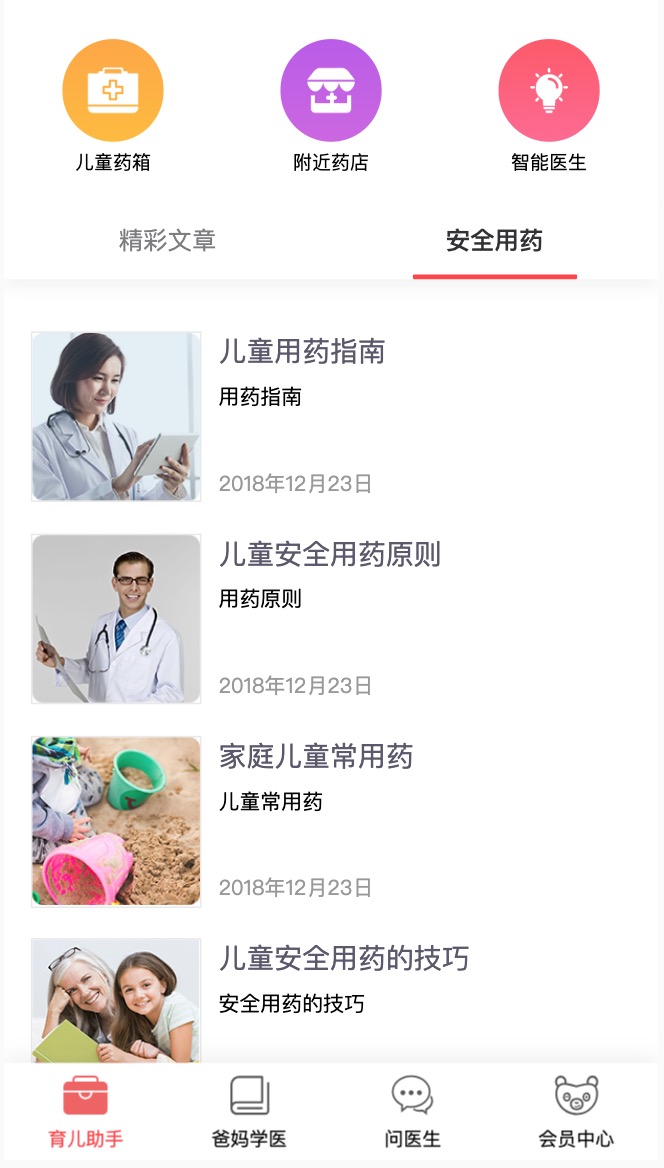 儿童药箱
附近药店
智能医生
精彩文章
安全用药
儿童用药指南
用药指南
2018年12月23日
儿童安全用药原则
用药原则
2018年12月23日
家庭儿童常用药
儿童常用药
2018年12月23日
儿童安全用药的技巧
安全用药的技巧
育儿助手
爸妈学医
问医生
会员中心